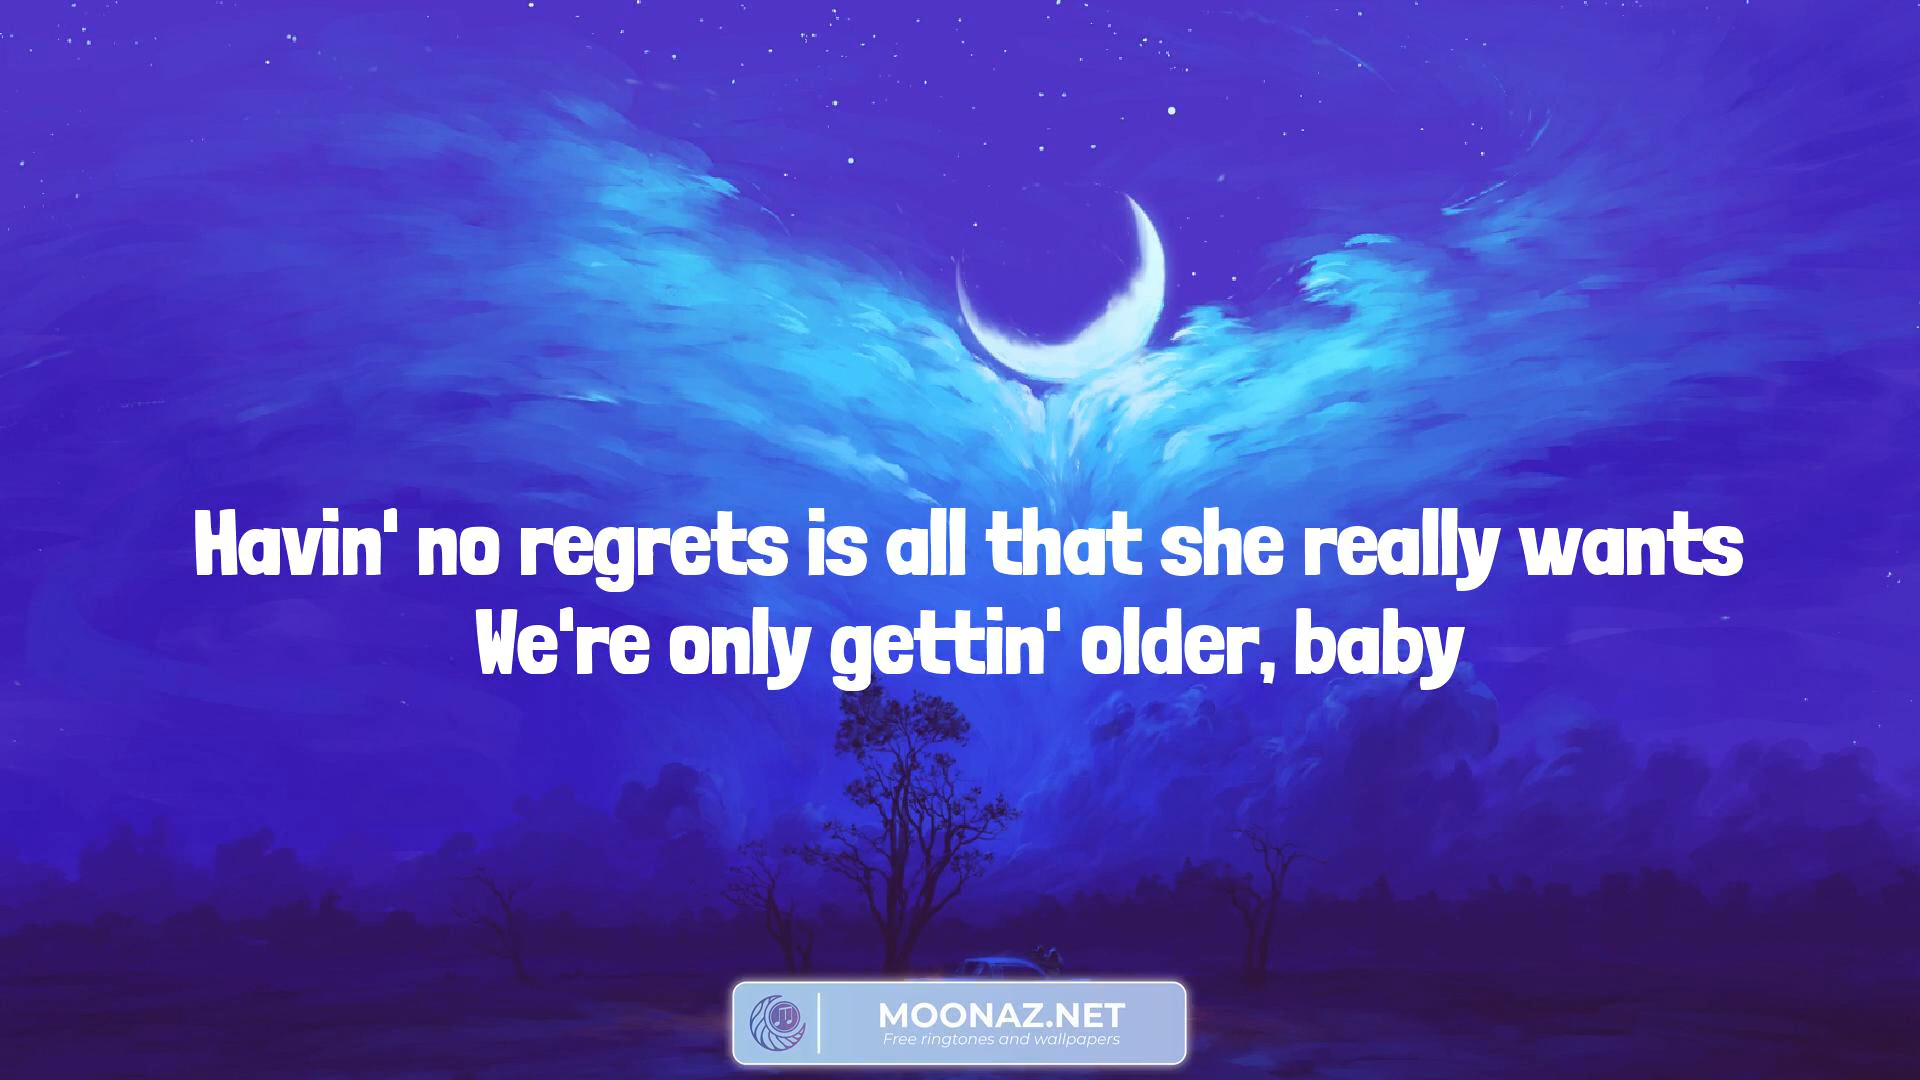 Havin' no regrets is all that she really wants
We're only gettin' older, baby
MOONAZ.NET
Free ringtones and wallpapers